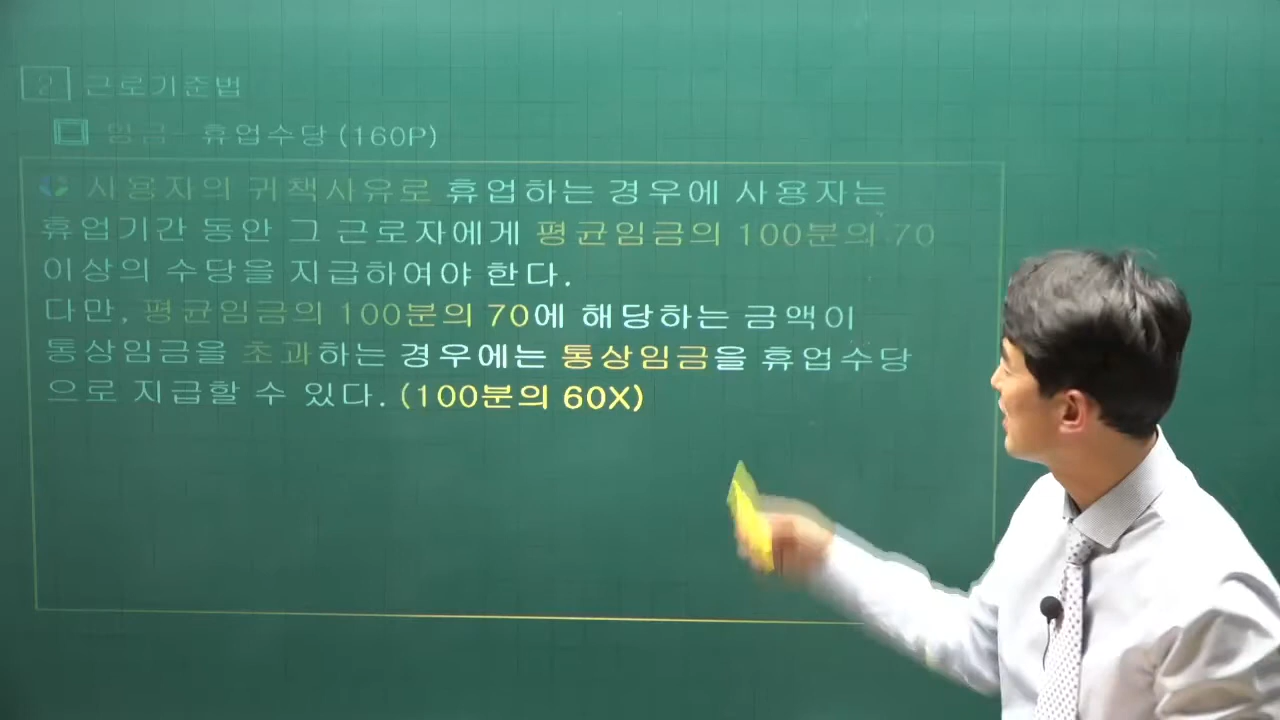 2 근로기준법
임금 - 휴업수당(160P)
사용자의 귀책사유로 휴업하는 경우에 사용자는
휴업기간 동안 그 근로자에게 평균임금의 100분의 70
이상의 수당을 지급하여야 한다.
다만, 평균임금의 100분의 70에 해당하는 금액이
통상임금을 초과하는 경우에는 통상임금을 휴업수당
으로 지급할 수 있다. (100분의 60X)